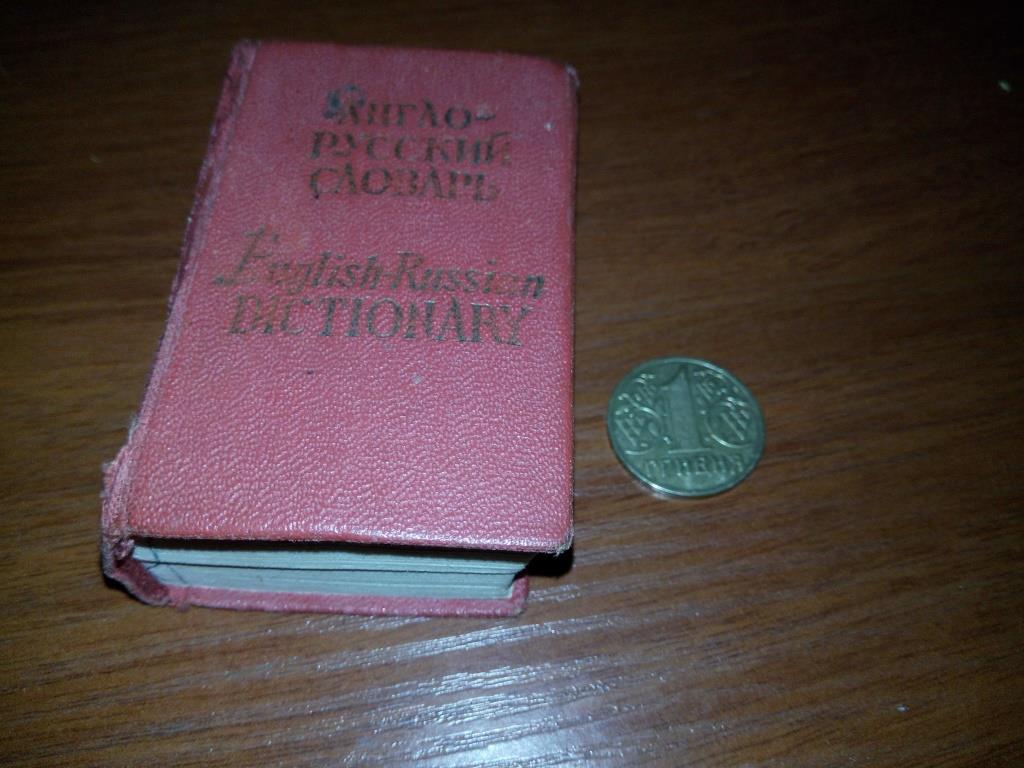 Англо-
русский
словарь
English-Russian
DICTIONARY
1
ГРИВНЯ